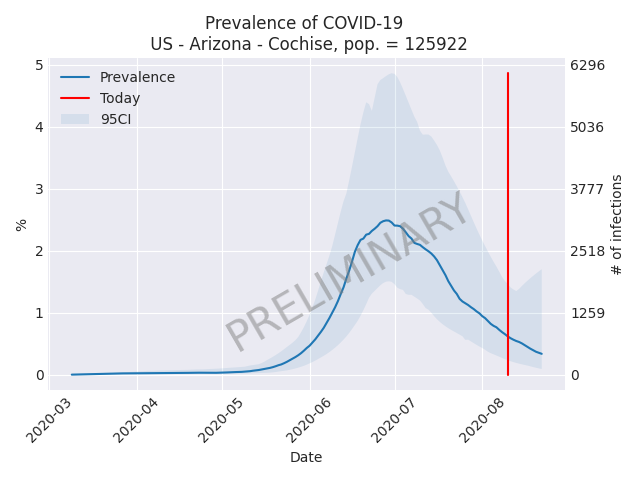 Prevalence of COVID-19
US - Arizona - Cochise, pop. = 125922
5
4
3
2
1
0
%
Prevalence
Today
95CI
PRELIMINARY
6296
5036
3777
2518
1259
0
# of infections
2020-03
2020-04
2020-05
2020-06
2020-07
2020-08
Date